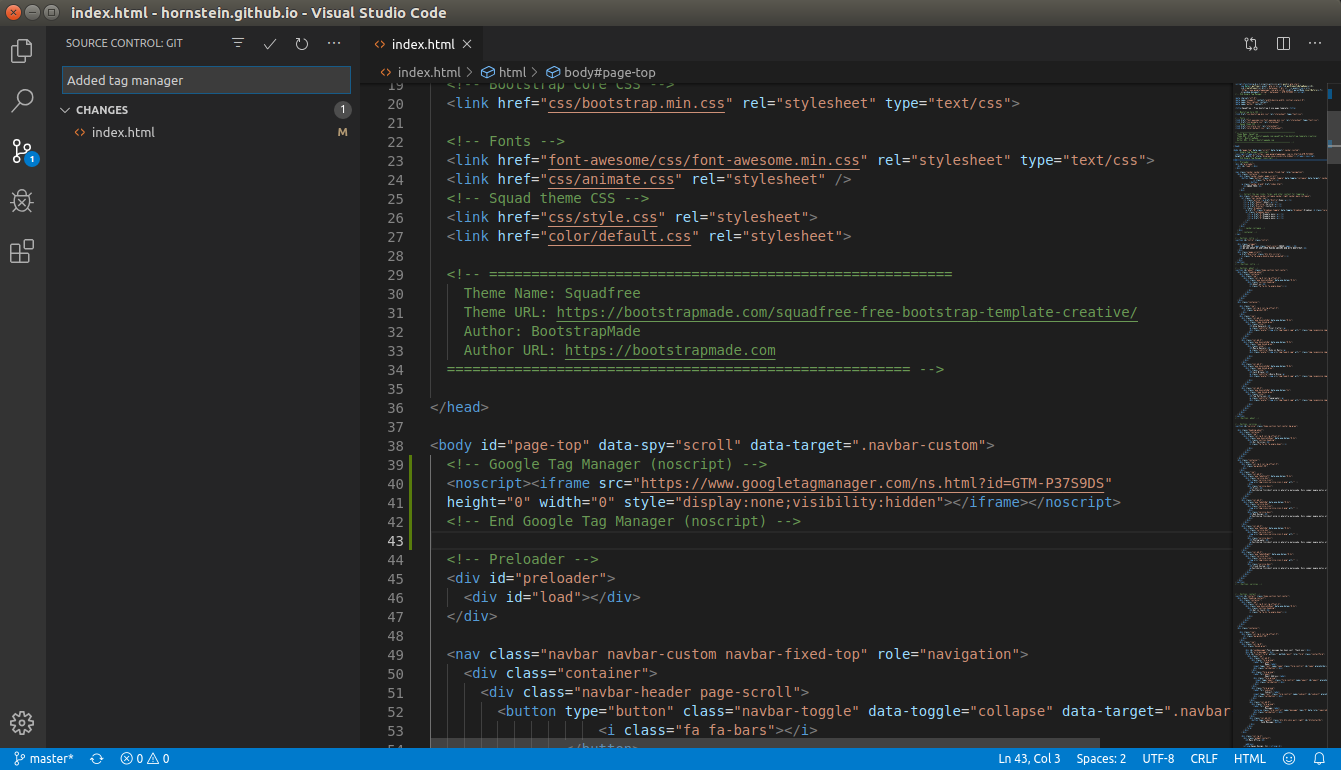 index.html - hornstein.github.io - Visual Studio Code
SOURCE CONTROL: GIT
Added tag manager
CHANGES 1
index.html M
1
index.html
index.html > html > body#page-top
19 <!-- Bootstrap Core CSS -->
20 <link href="css/bootstrap.min.css" rel="stylesheet" type="text/css">
21
22 <!-- Fonts -->
23 <link href="font-awesome/css/font-awesome.min.css" rel="stylesheet" type="text/css">
24 <link href="css/animate.css" rel="stylesheet" />
25 <!-- Squad theme CSS -->
26 <link href="css/style.css" rel="stylesheet">
27 <link href="color/default.css" rel="stylesheet">
28
29 <!-- =======================================================
30 Theme Name: Squadfree
31 Theme URL: https://bootstrapmade.com/squadfree-free-bootstrap-template-creative/
32 Author: BootstrapMade
33 Author URL: https://bootstrapmade.com
34 ======================================================= -->
35
36 </head>
37
38 <body id="page-top" data-spy="scroll" data-target=".navbar-custom">
39 <!-- Google Tag Manager (noscript) -->
40 <noscript><iframe src="https://www.googletagmanager.com/ns.html?id=GTM-P37S9DS"
41 height="0" width="0" style="display:none;visibility:hidden"></iframe></noscript>
42 <!-- End Google Tag Manager (noscript) -->
43
44 <!-- Preloader -->
45 <div id="preloader">
46 <div id="load"></div>
47 </div>
48
49 <nav class="navbar navbar-custom navbar-fixed-top" role="navigation">
50 <div class="container">
51 <div class="navbar-header page-scroll">
52 <button type="button" class="navbar-toggle" data-toggle="collapse" data-target=".navbar
53 <i class="fa fa-bars"></i>
54 </button>
master* 0 0 Ln 43, Col 3 Spaces: 2 UTF-8 CRLF HTML